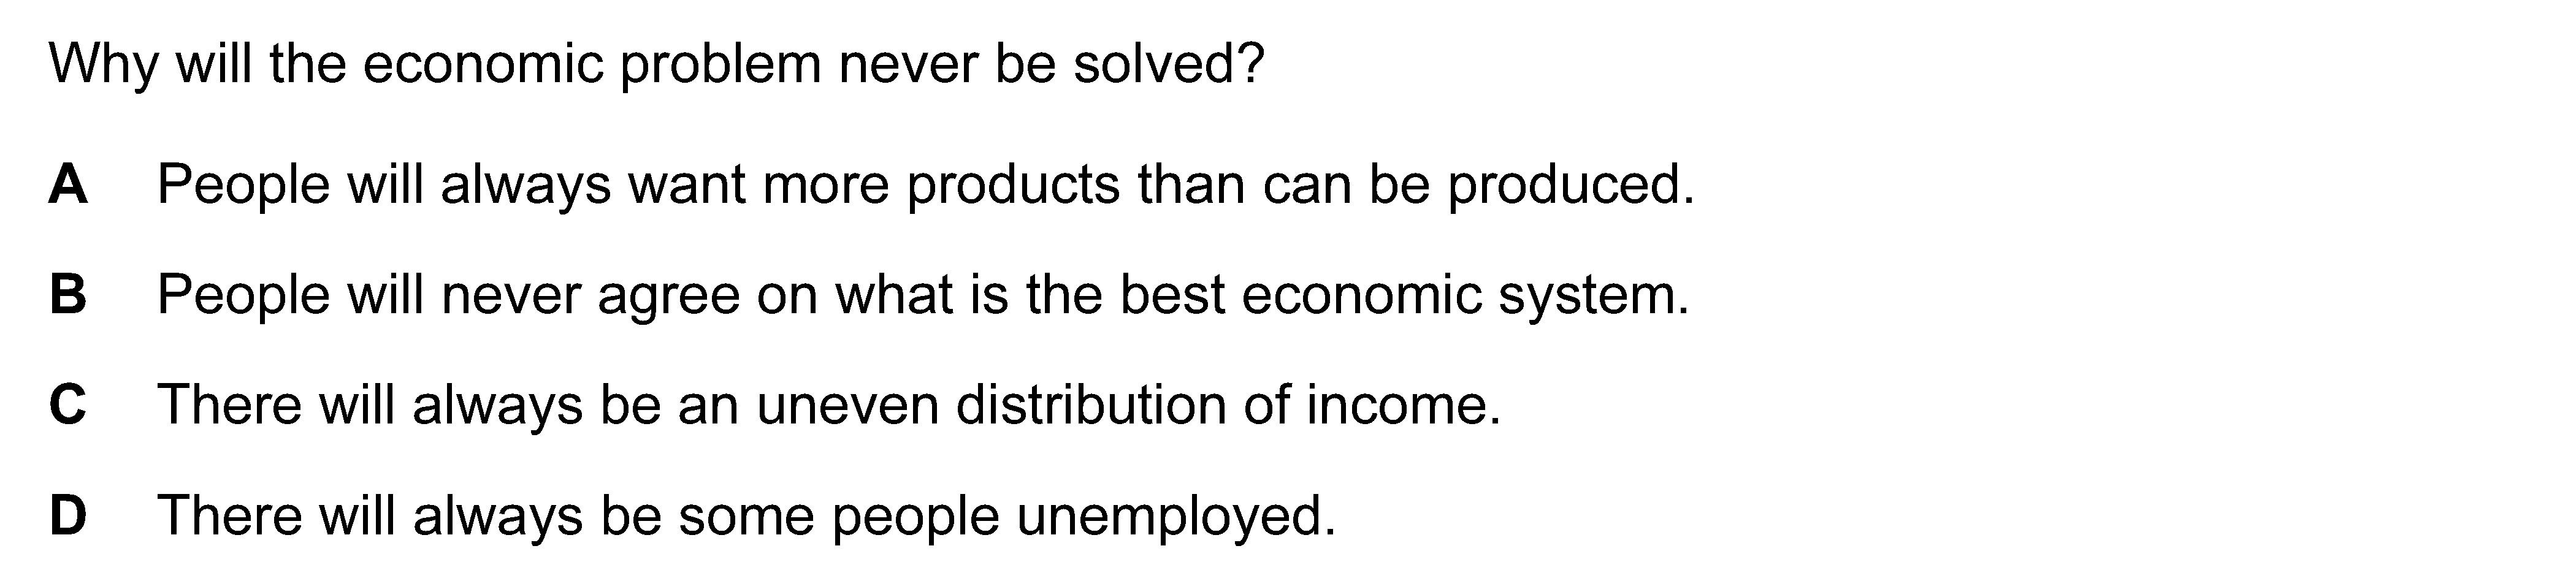 Why will the economic problem never be solved?
A People will always want more products than can be produced.
B People will never agree on what is the best economic system.
C There will always be an uneven distribution of income.
D There will always be some people unemployed.